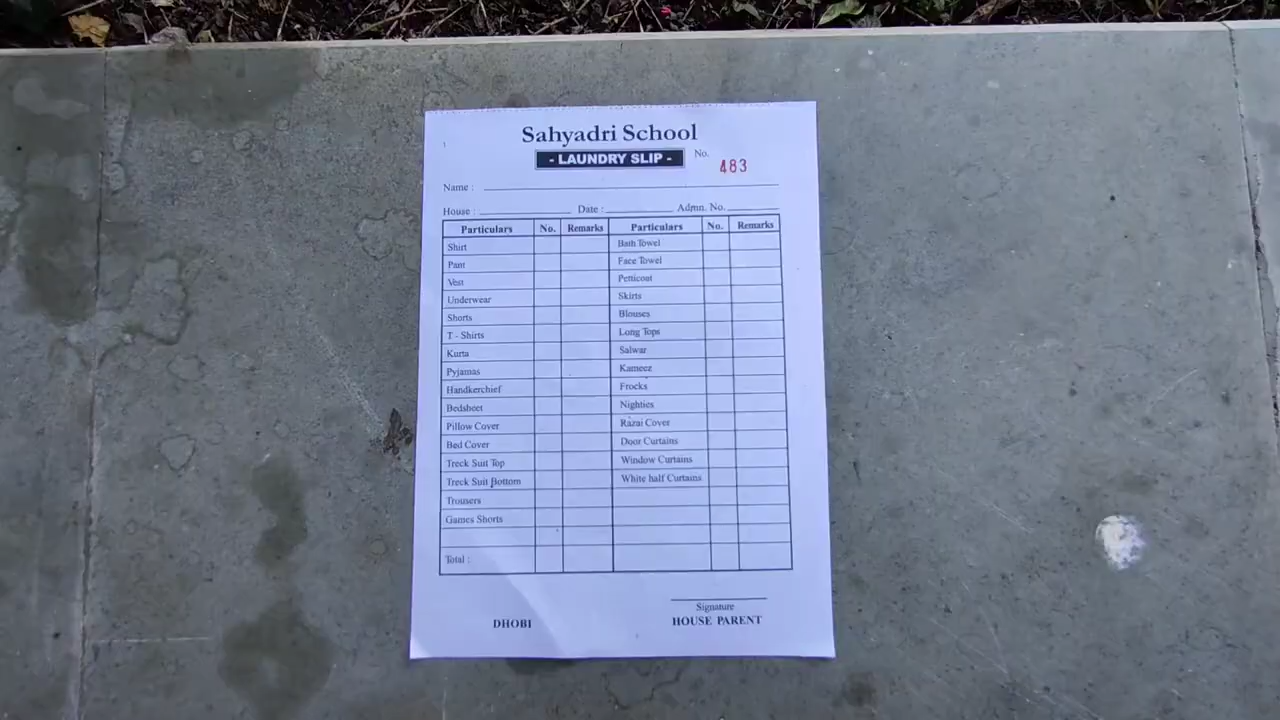 Sahyadri School
- LAUNDRY SLIP -
No. 483
Name :
House : Date : Admn. No.
Particulars No. Remarks Particulars No. Remarks
Shirt Bath Towel
Pant Face Towel
Vest Petticoat
Underwear Skirts
Shorts Blouses
T - Shirts Long Tops
Kurta Salwar
Pyjamas Kameez
Handkerchief Frocks
Bedsheet Nighties
Pillow Cover Razai Cover
Bed Cover Door Curtains
Treck Suit Top Window Curtains
Treck Suit Bottom White half Curtains
Trousers
Games Shorts
Total :
Signature
DHOBI HOUSE PARENT